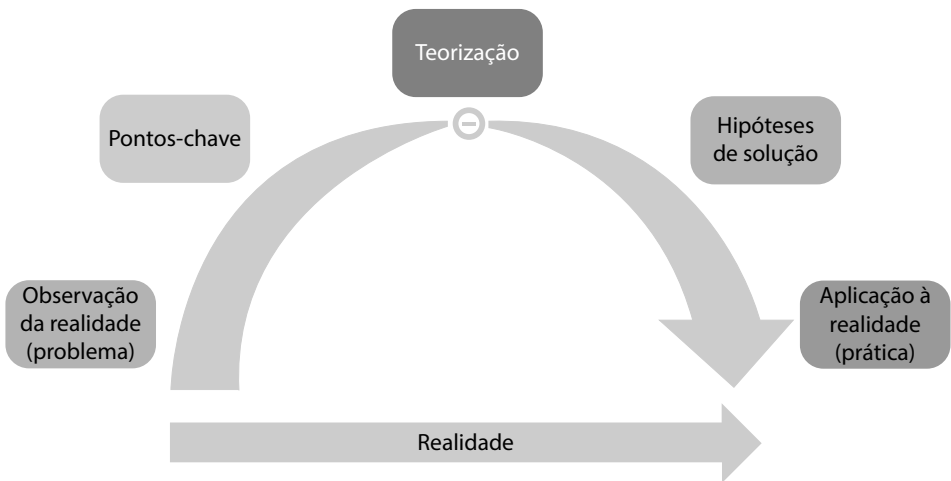 Teorização
Pontos-chave
Hipóteses
de solução
Observação
da realidade
(problema)
Aplicação à
realidade
(prática)
Realidade